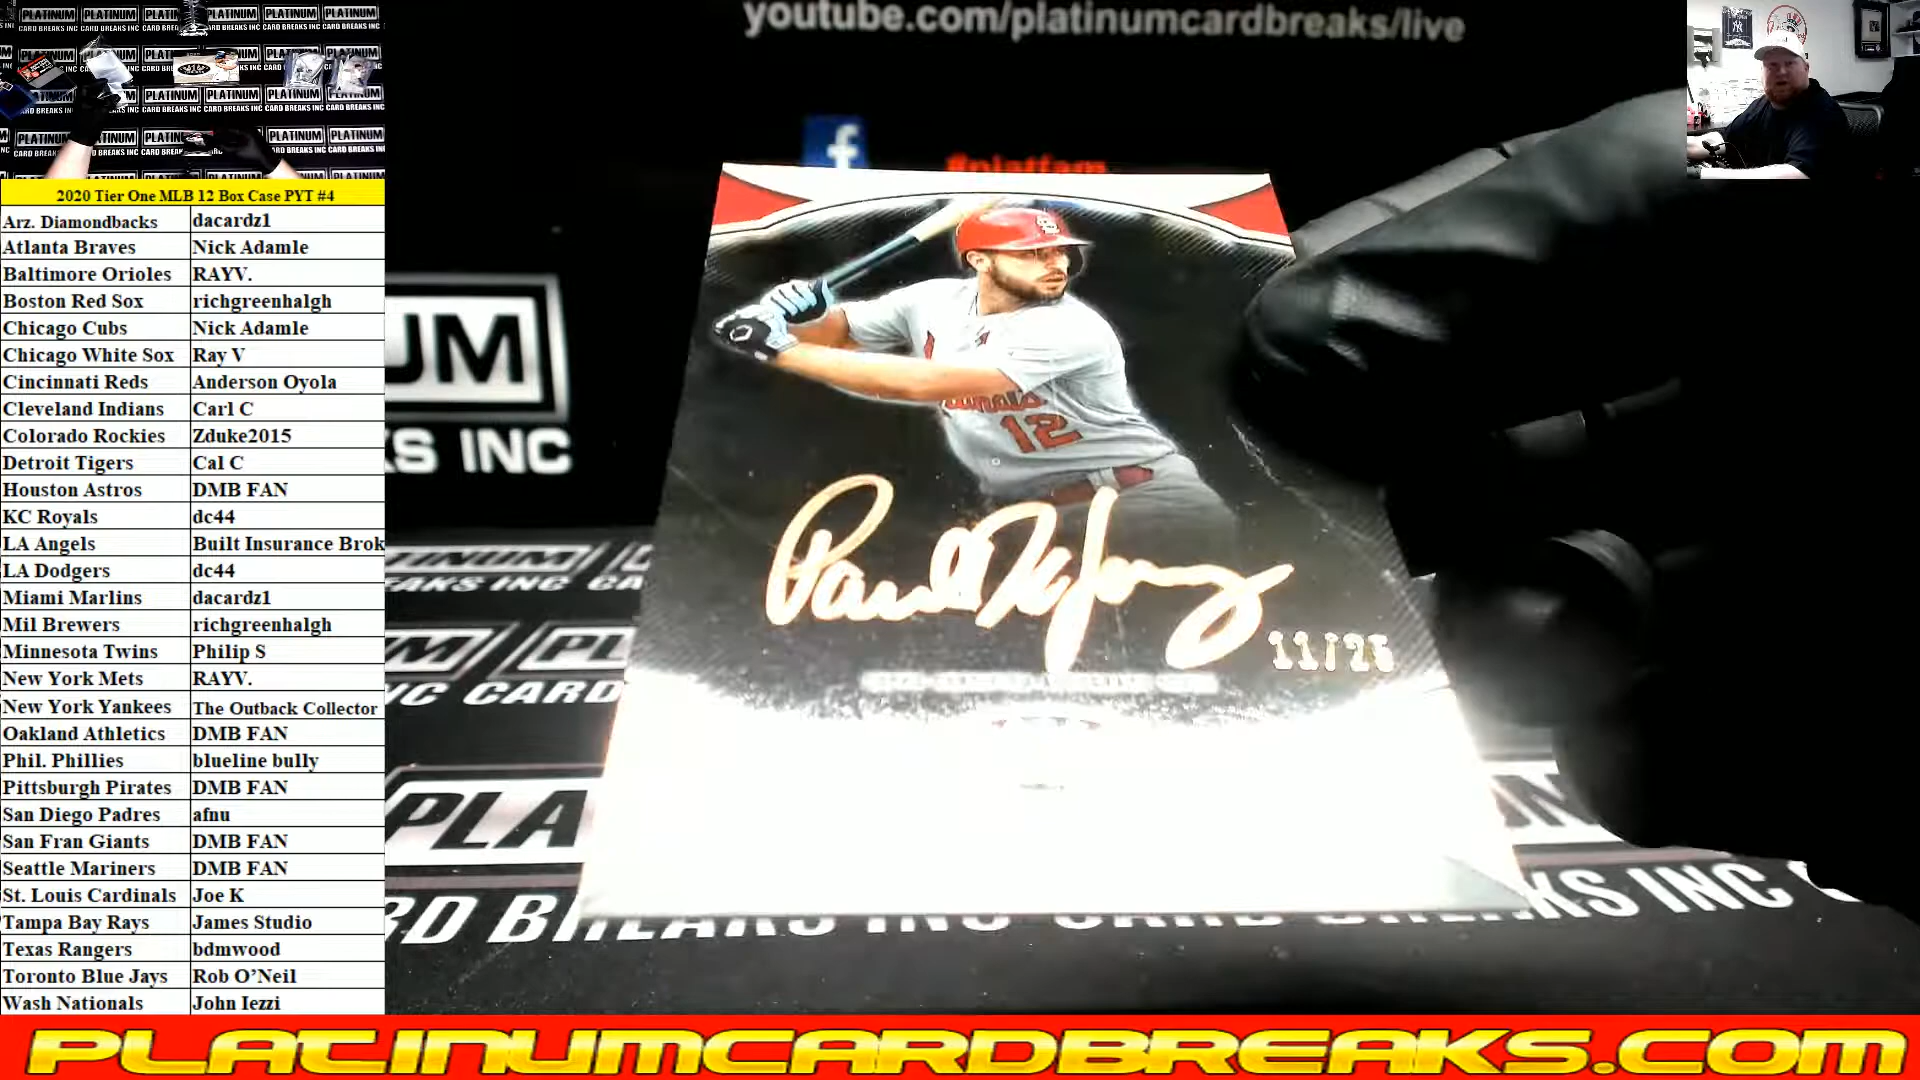 youtube.com/platinumcardbreaks/live
f
#platfam
2020 Tier One MLB 12 Box Case PYT #4
Arz. Diamondbacks dacardz1
Atlanta Braves Nick Adamle
Baltimore Orioles RAYV.
Boston Red Sox richgreenhalgh
Chicago Cubs Nick Adamle
Chicago White Sox Ray V
Cincinnati Reds Anderson Oyola
Cleveland Indians Carl C
Colorado Rockies Zduke2015
Detroit Tigers Cal C
Houston Astros DMB FAN
KC Royals dc44
LA Angels Built Insurance Brok
LA Dodgers dc44
Miami Marlins dacardz1
Mil Brewers richgreenhalgh
Minnesota Twins Philip S
New York Mets RAYV.
New York Yankees The Outback Collector
Oakland Athletics DMB FAN
Phil. Phillies blueline bully
Pittsburgh Pirates DMB FAN
San Diego Padres afnu
San Fran Giants DMB FAN
Seattle Mariners DMB FAN
St. Louis Cardinals Joe K
Tampa Bay Rays James Studio
Texas Rangers bdmwood
Toronto Blue Jays Rob O’Neil
Wash Nationals John Iezzi
12
Paul DeJong
11/25
PLATINUMCARDBREAKS.COM